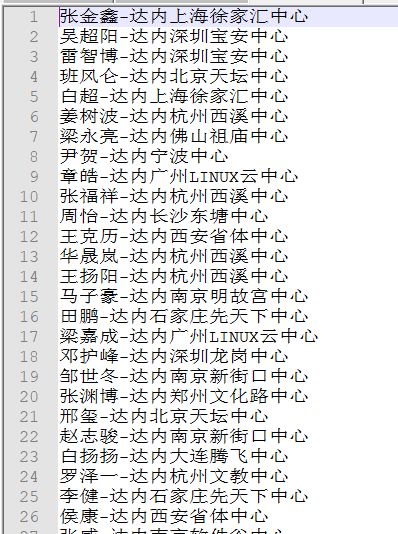 1 张金鑫-达内上海徐家汇中心
2 吴超阳-达内深圳宝安中心
3 雷智博-达内深圳宝安中心
4 班风仑-达内北京天坛中心
5 白超-达内上海徐家汇中心
6 姜树波-达内杭州西溪中心
7 梁永亮-达内佛山祖庙中心
8 尹贺-达内宁波中心
9 章皓-达内广州LINUX云中心
10 张福祥-达内杭州西溪中心
11 周怡-达内长沙东塘中心
12 王克历-达内西安省体中心
13 华晟岚-达内杭州西溪中心
14 王扬阳-达内杭州西溪中心
15 马子豪-达内南京明故宫中心
16 田鹏-达内石家庄先天下中心
17 梁嘉成-达内广州LINUX云中心
18 邓护峰-达内深圳龙岗中心
19 邹世冬-达内南京新街口中心
20 张渊博-达内郑州文化路中心
21 邢玺-达内北京天坛中心
22 赵志骏-达内南京新街口中心
23 白扬扬-达内大连腾飞中心
24 罗泽一-达内杭州文教中心
25 李健-达内石家庄先天下中心
26 侯康-达内西安省体中心